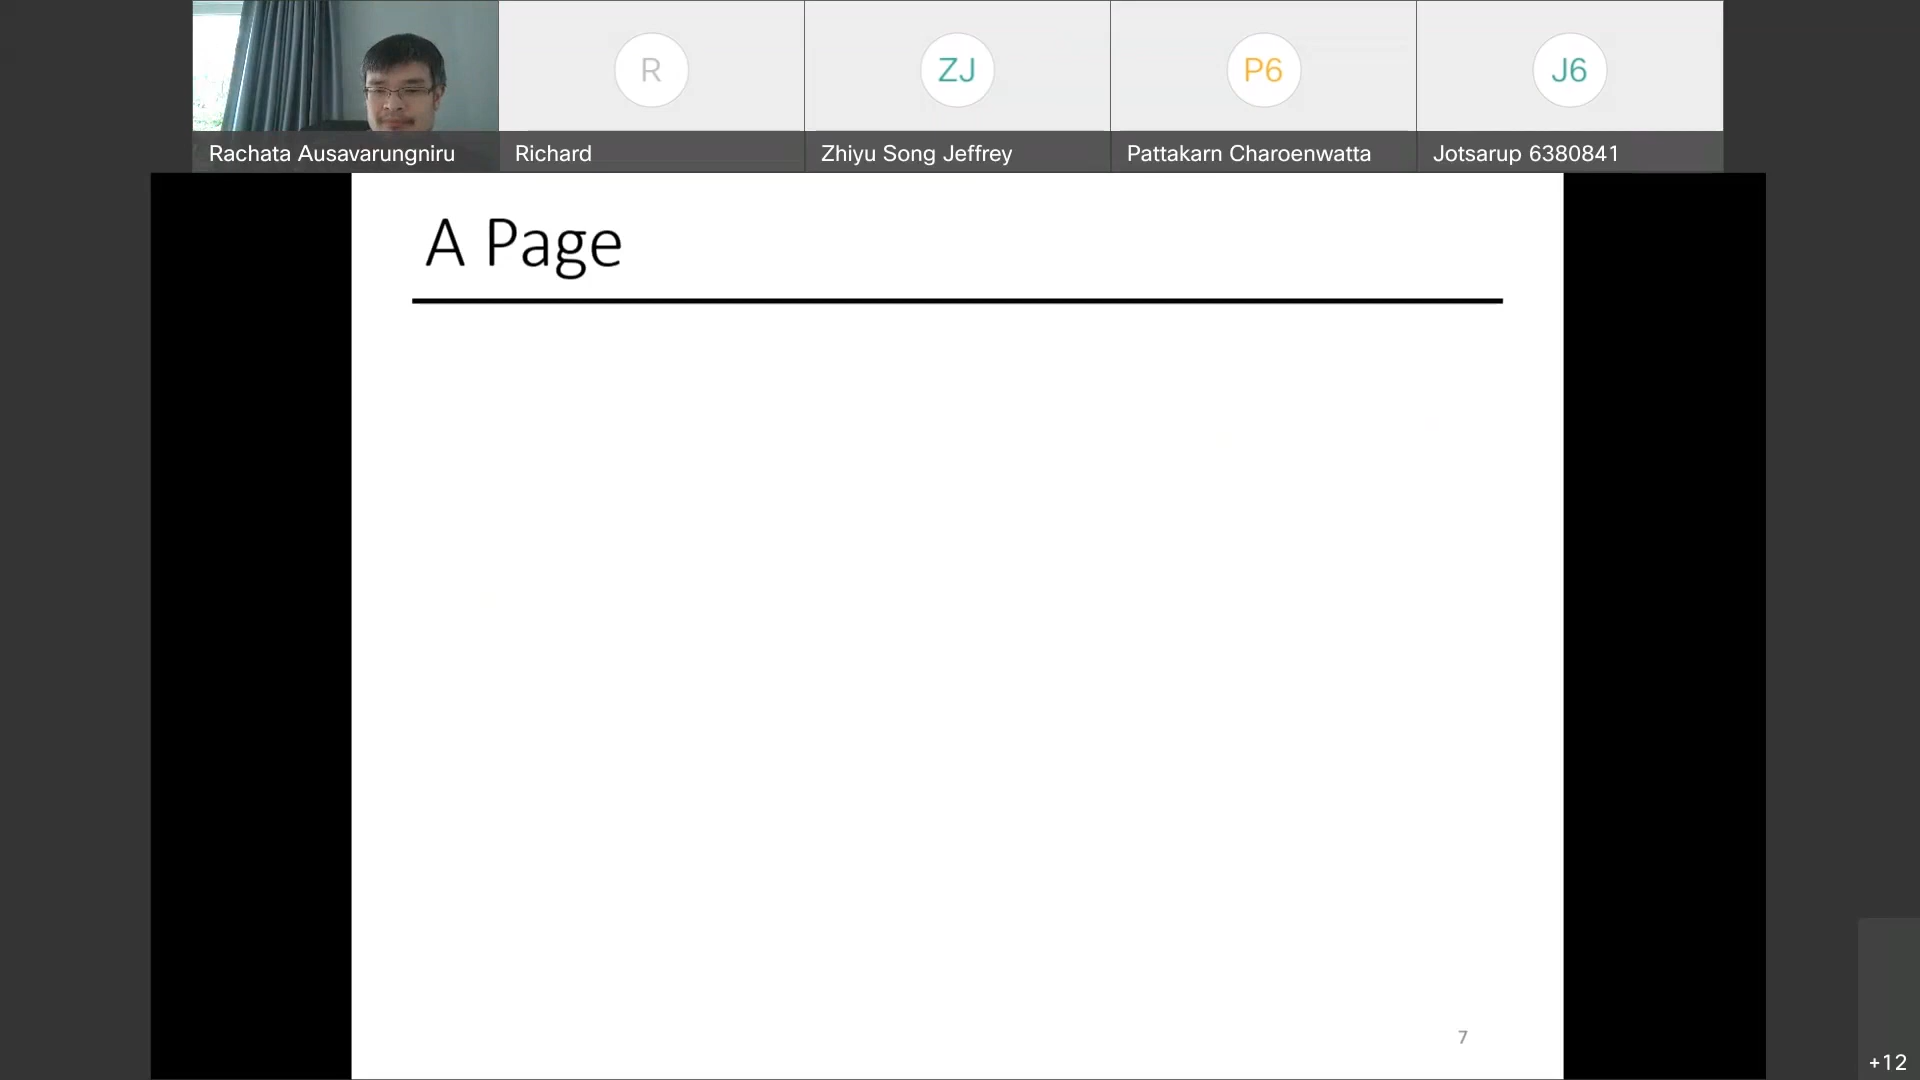 R
ZJ
P6
J6
Rachata Ausavarungniru
Richard
Zhiyu Song Jeffrey
Pattakarn Charoenwatta
Jotsarup 6380841
A Page
7
+12